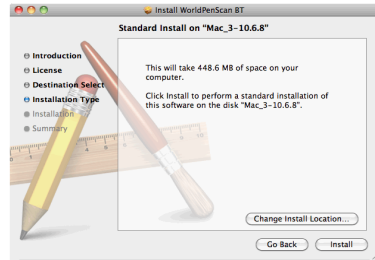 Install WorldPenScan BT
Standard Install on "Mac_3-10.6.8"
Introduction
License
Destination Select
Installation Type
Installation
Summary
This will take 448.6 MB of space on your
computer.
Click Install to perform a standard installation of
this software on the disk "Mac_3-10.6.8".
Change Install Location...
Go Back
Install